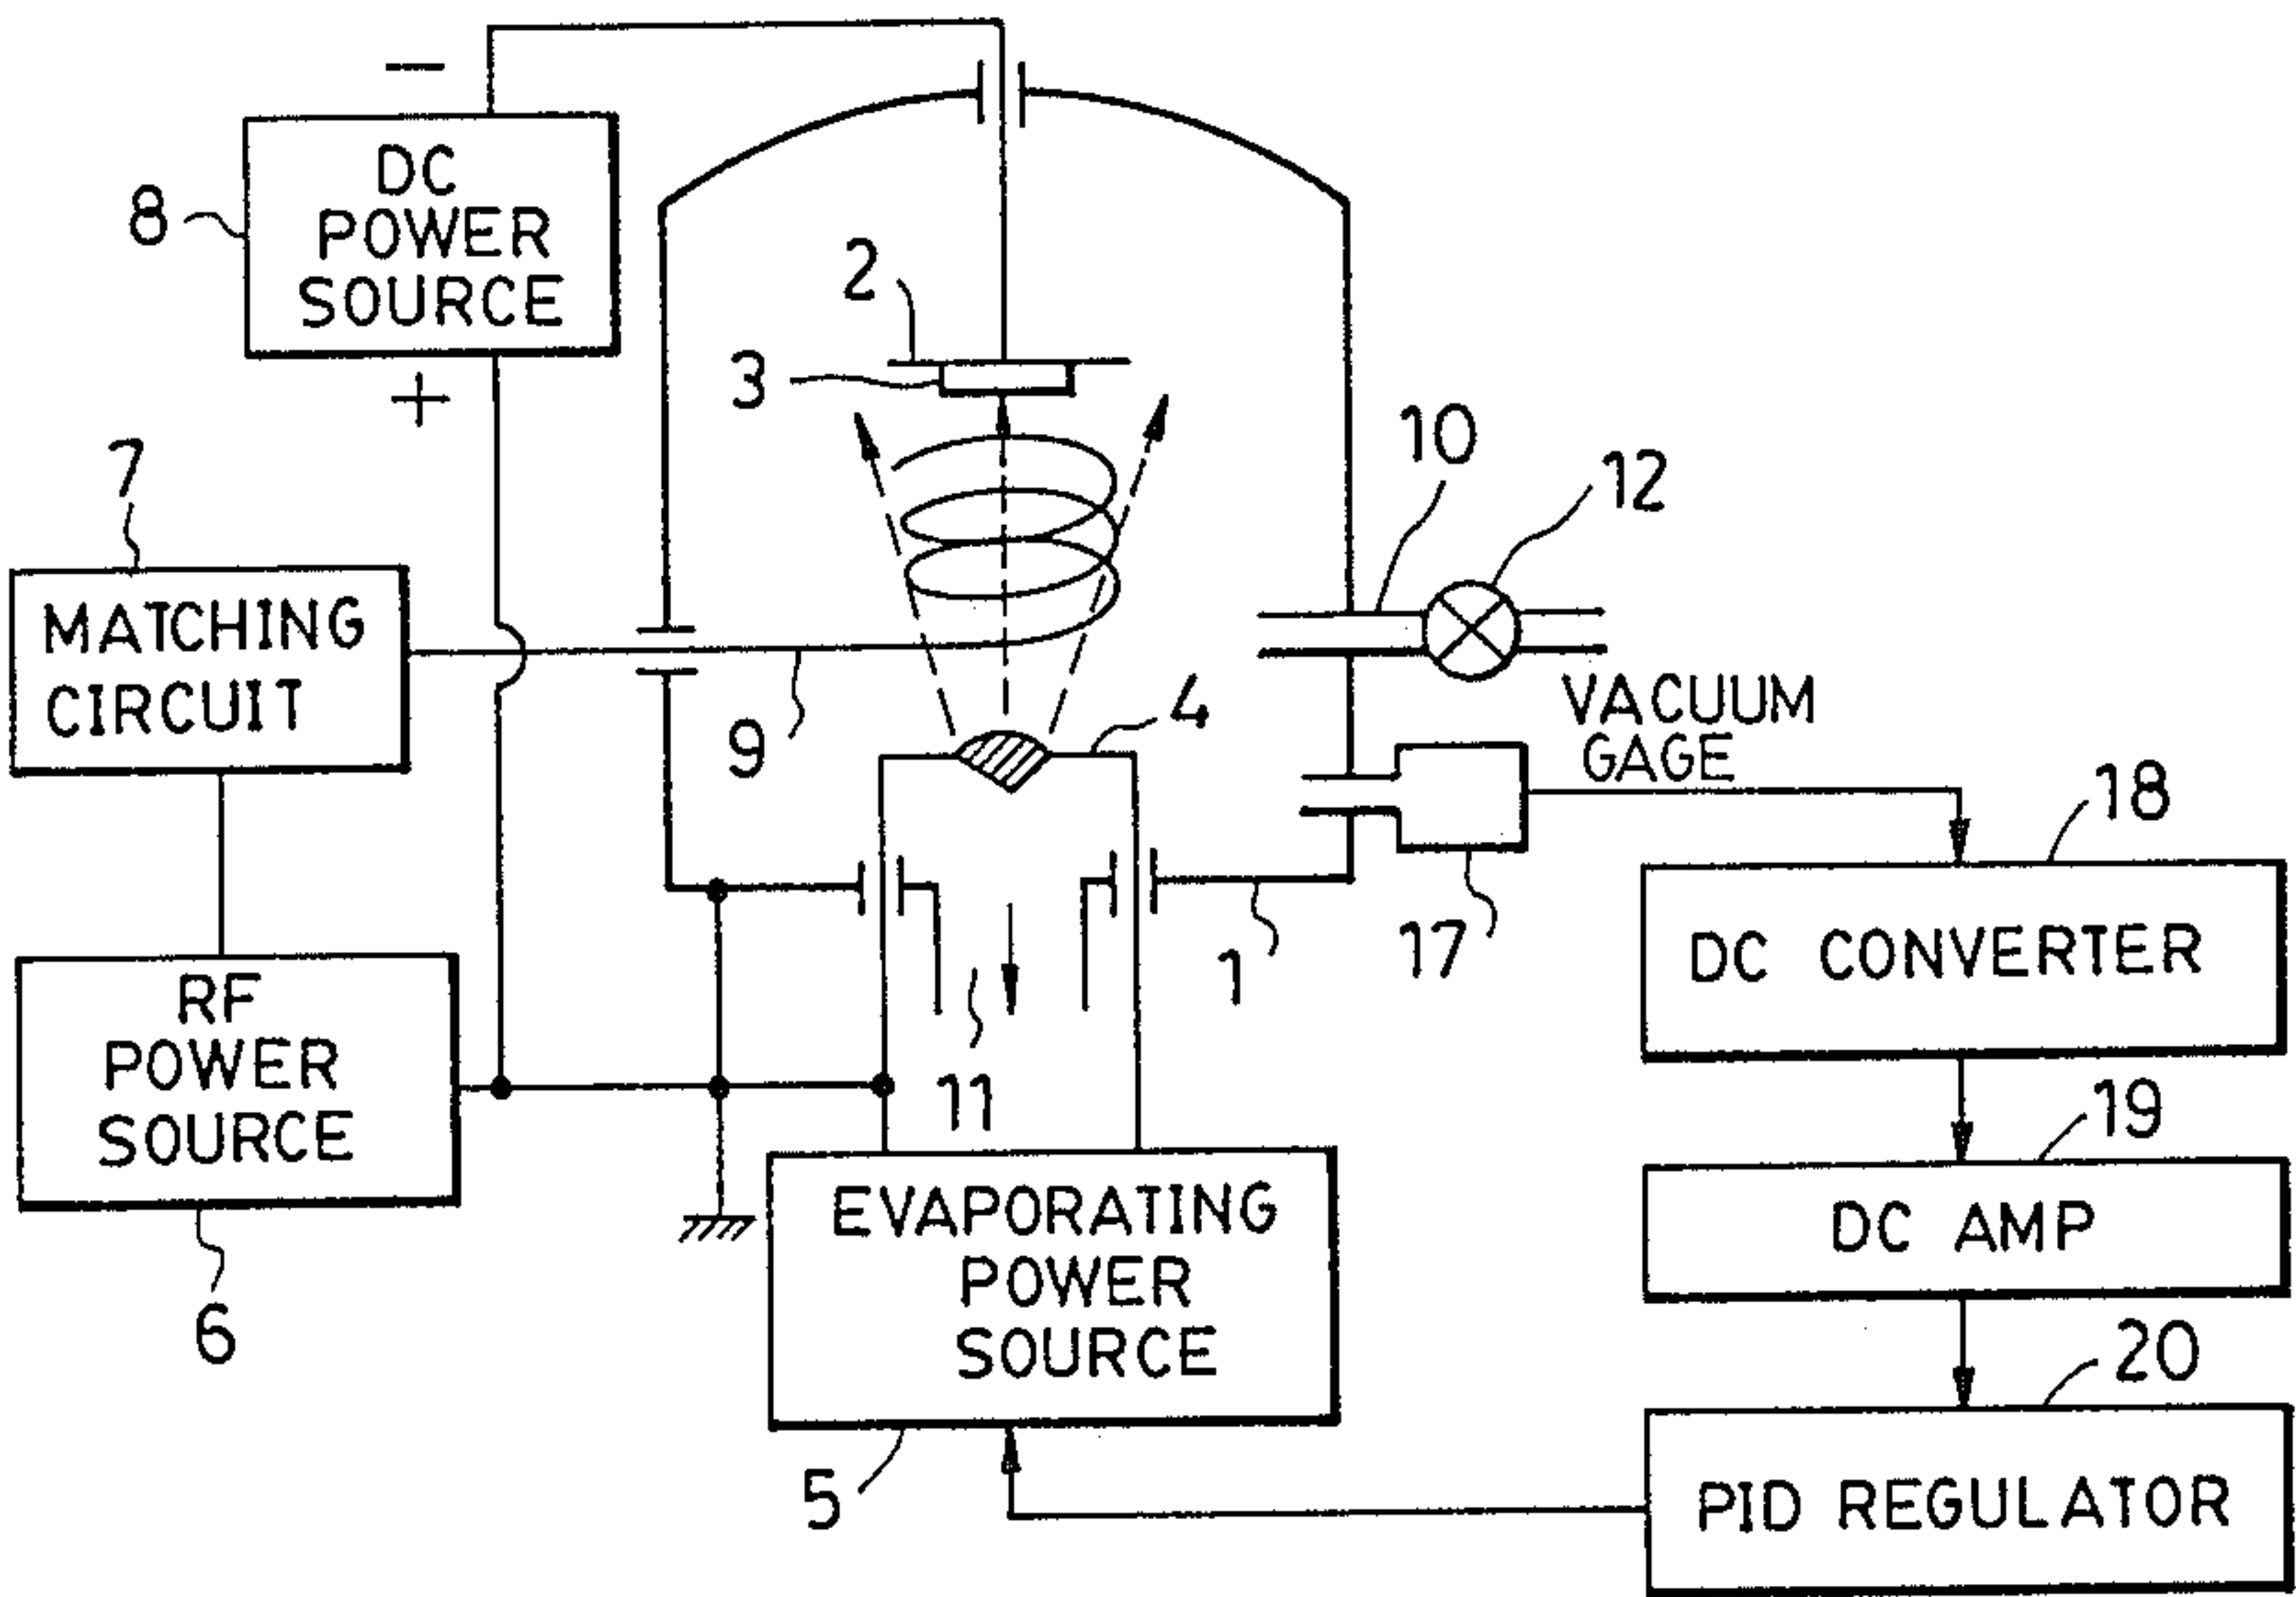 −
DC
POWER
SOURCE
8
+
2
3
7
10
12
MATCHING
CIRCUIT
9
4
VACUUM
GAGE
18
1
17
DC CONVERTER
RF
POWER
SOURCE
11
19
DC AMP
6
EVAPORATING
POWER
SOURCE
20
5
PID REGULATOR